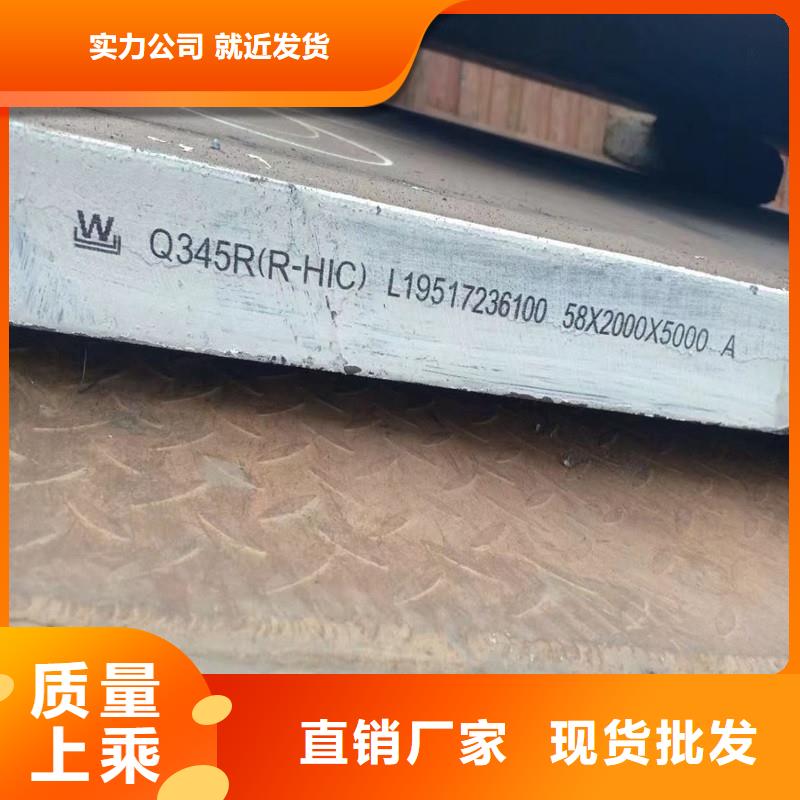 实力公司 就近发货
W Q345R(R-HIC) L19517236100 58X2000X5000 A
质量
上乘
直销厂家 现货批发